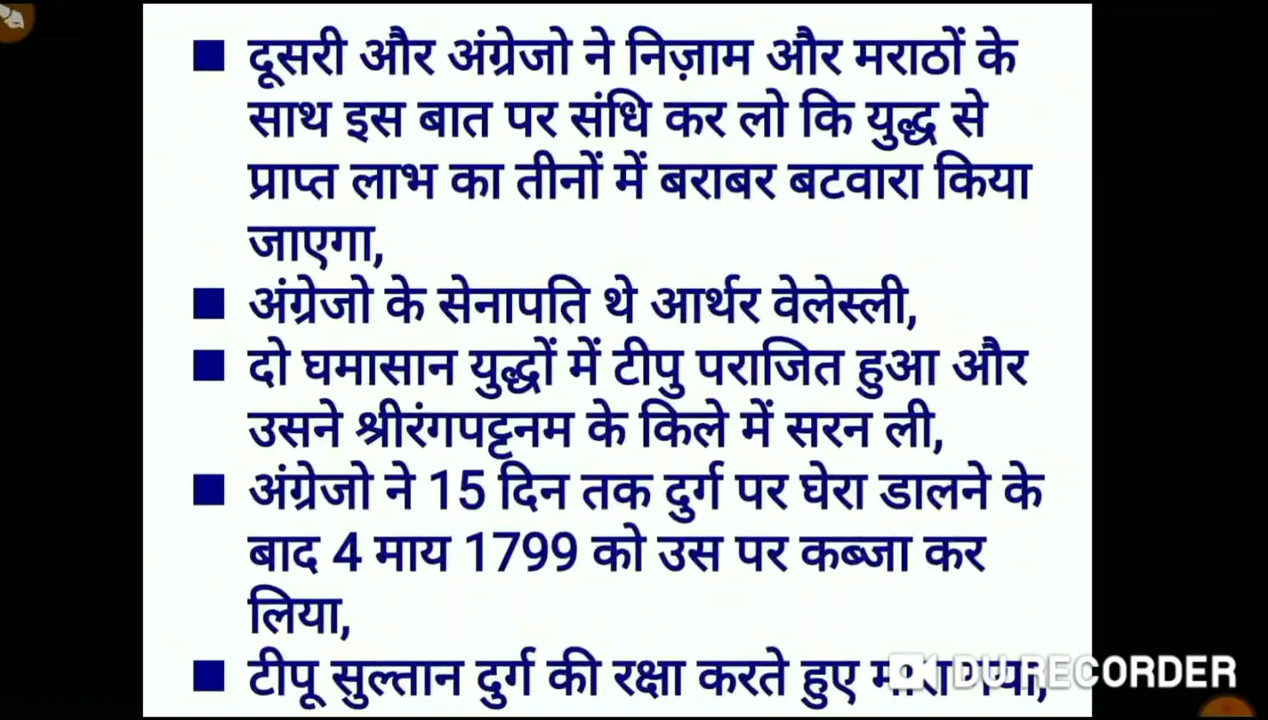 ■ दूसरी और अंग्रेजो ने निज़ाम और मराठों के
साथ इस बात पर संधि कर लो कि युद्ध से
प्राप्त लाभ का तीनों में बराबर बटवारा किया
जाएगा,
■ अंग्रेजो के सेनापति थे आर्थर वेलेस्ली,
■ दो घमासान युद्धों में टीपु पराजित हुआ और
उसने श्रीरंगपट्टनम के किले में सरन ली,
■ अंग्रेजो ने 15 दिन तक दुर्ग पर घेरा डालने के
बाद 4 माय 1799 को उस पर कब्जा कर
लिया,
■ टीपू सुल्तान दुर्ग की रक्षा करते हुए मारा गया,
DU RECORDER